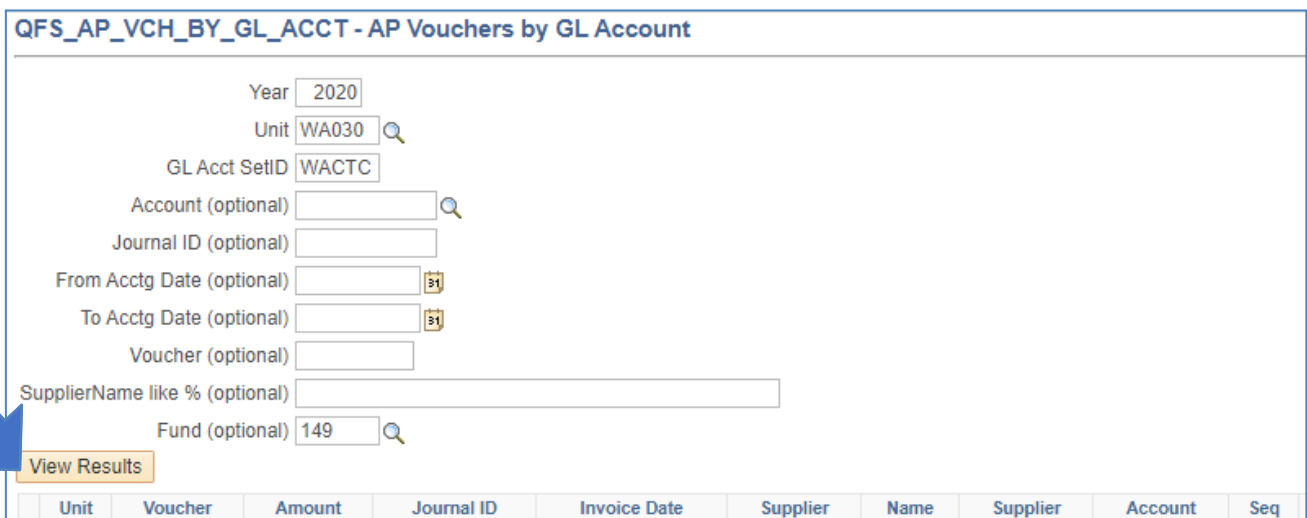 QFS_AP_VCH_BY_GL_ACCT - AP Vouchers by GL Account
Year 2020
Unit WA030
GL Acct SetID WACTC
Account (optional)
Journal ID (optional)
From Acctg Date (optional) 31
To Acctg Date (optional) 31
Voucher (optional)
SupplierName like % (optional)
Fund (optional) 149
View Results
Unit Voucher Amount Journal ID Invoice Date Supplier Name Supplier Account Seq